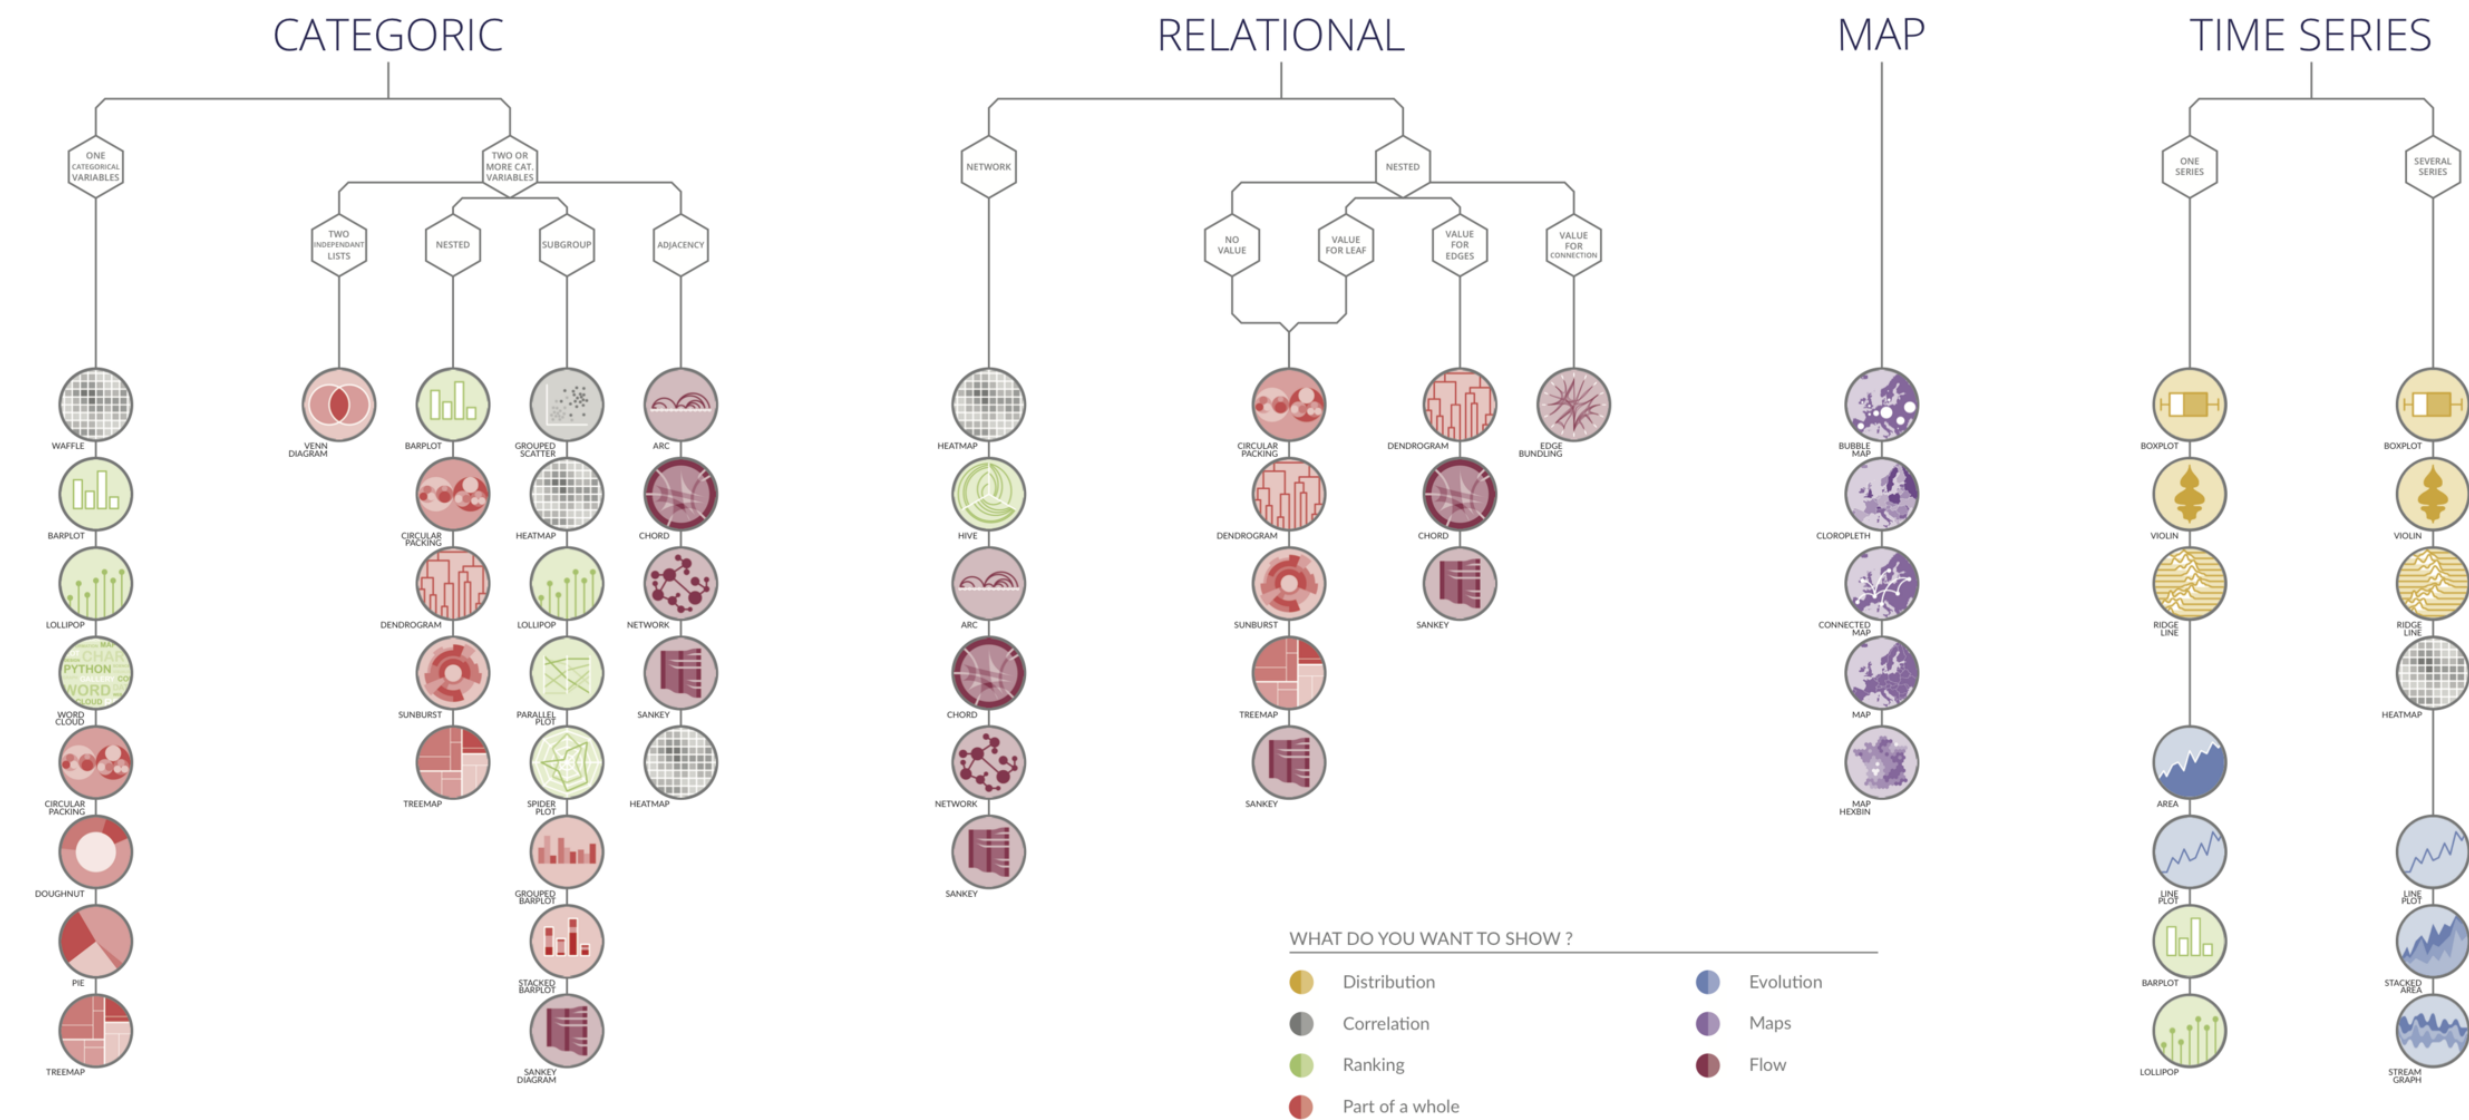 CATEGORIC
RELATIONAL
MAP
TIME SERIES
ONE
CATEGORICAL
VARIABLES
TWO OR
MORE CAT.
VARIABLES
TWO
INDEPENDANT
LISTS
NESTED
SUBGROUP
ADJACENCY
NETWORK
NESTED
NO
VALUE
VALUE
FOR LEAF
VALUE
FOR
EDGES
VALUE
FOR
CONNECTION
ONE
SERIES
SEVERAL
SERIES
WAFFLE
BARPLOT
LOLLIPOP
CHAR
PYTHON
WORD
CLOUD
WORD
CLOUD
CIRCULAR
PACKING
DOUGHNUT
PIE
TREEMAP
VENN
DIAGRAM
BARPLOT
CIRCULAR
PACKING
DENDROGRAM
SUNBURST
TREEMAP
GROUPED
SCATTER
HEATMAP
LOLLIPOP
PARALLEL
PLOT
SPIDER
PLOT
GROUPED
BARPLOT
STACKED
BARPLOT
SANKEY
DIAGRAM
ARC
CHORD
NETWORK
SANKEY
HEATMAP
HEATMAP
HIVE
ARC
CHORD
NETWORK
SANKEY
CIRCULAR
PACKING
DENDROGRAM
SUNBURST
TREEMAP
SANKEY
DENDROGRAM
CHORD
SANKEY
EDGE
BUNDLING
BUBBLE
MAP
CLOROPLETH
CONNECTED
MAP
MAP
MAP
HEXBIN
BOXPLOT
VIOLIN
RIDGE
LINE
AREA
LINE
PLOT
BARPLOT
LOLLIPOP
BOXPLOT
VIOLIN
RIDGE
LINE
HEATMAP
LINE
PLOT
STACKED
AREA
STREAM
GRAPH
WHAT DO YOU WANT TO SHOW ?
Distribution
Correlation
Ranking
Part of a whole
Evolution
Maps
Flow